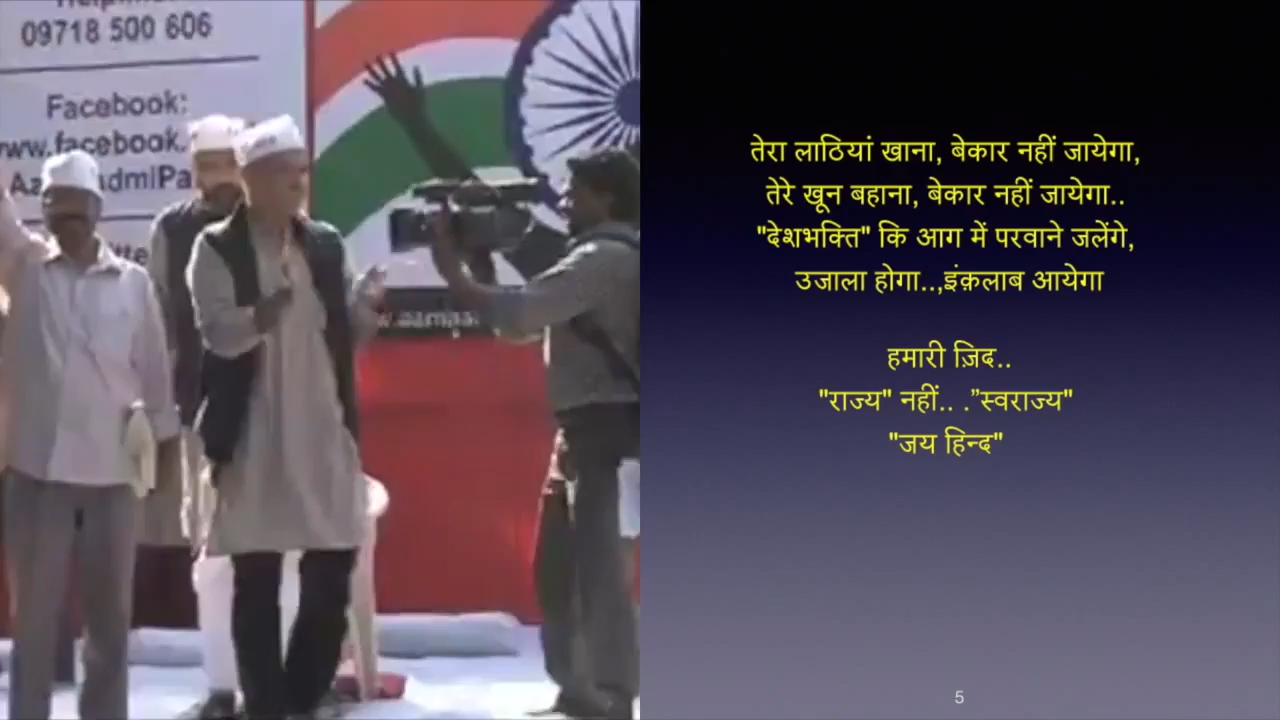 09718 500 606
Facebook:
www.facebook.
तेरा लाठियां खाना, बेकार नहीं जायेगा,
तेरे खून बहाना, बेकार नहीं जायेगा..
"देशभक्ति" कि आग में परवाने जलेंगे,
उजाला होगा..,इंक़लाब आयेगा
हमारी ज़िद..
"राज्य" नहीं.. .”स्वराज्य"
"जय हिन्द"
5